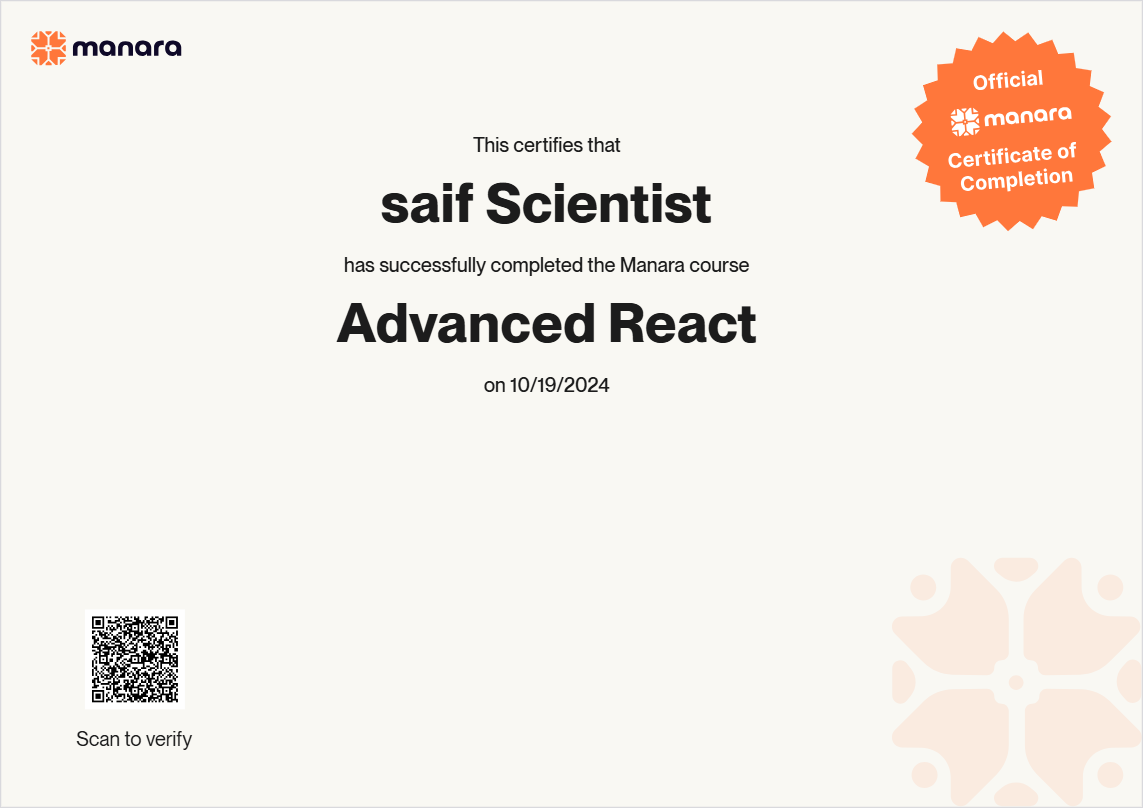 manara
Official
manara
Certificate of
Completion
This certifies that
saif Scientist
has successfully completed the Manara course
Advanced React
on 10/19/2024
Scan to verify